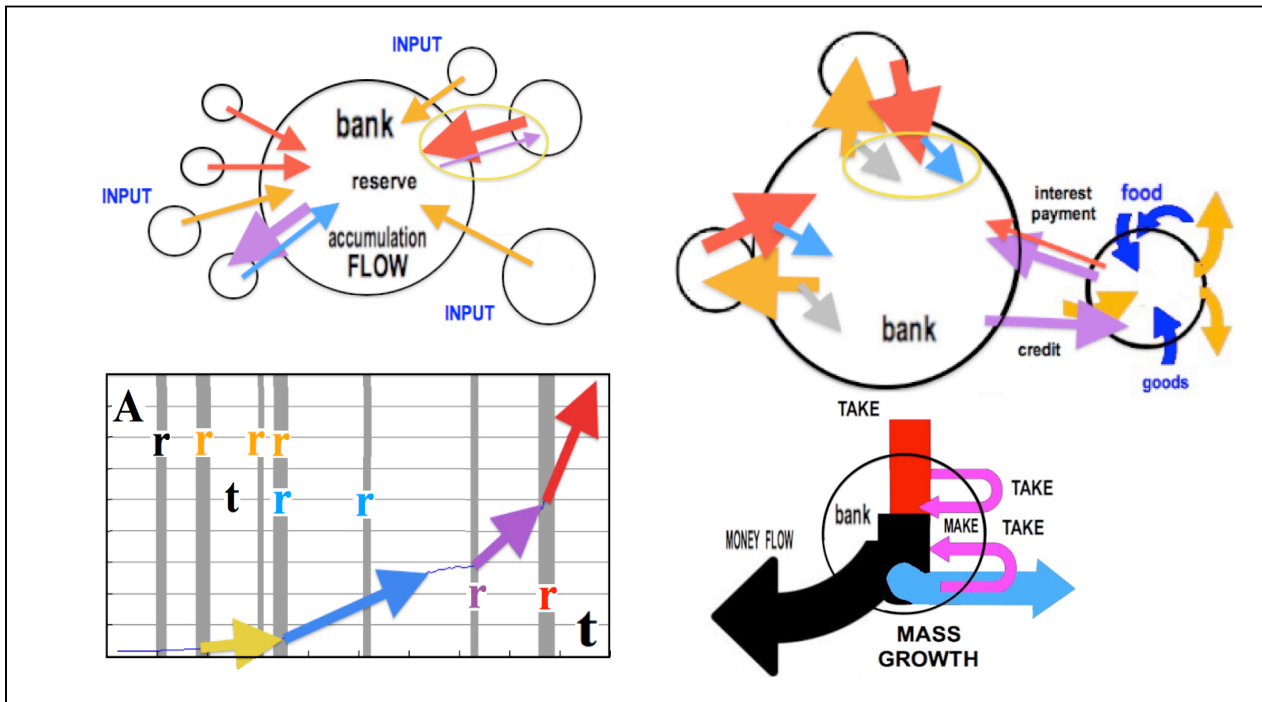 INPUT
INPUT
bank
reserve
accumulation
FLOW
INPUT
interest
payment
food
bank
credit
goods
A
r r r r
t r r
r r
t
TAKE
TAKE
bank
MAKE TAKE
MONEY FLOW
MASS
GROWTH